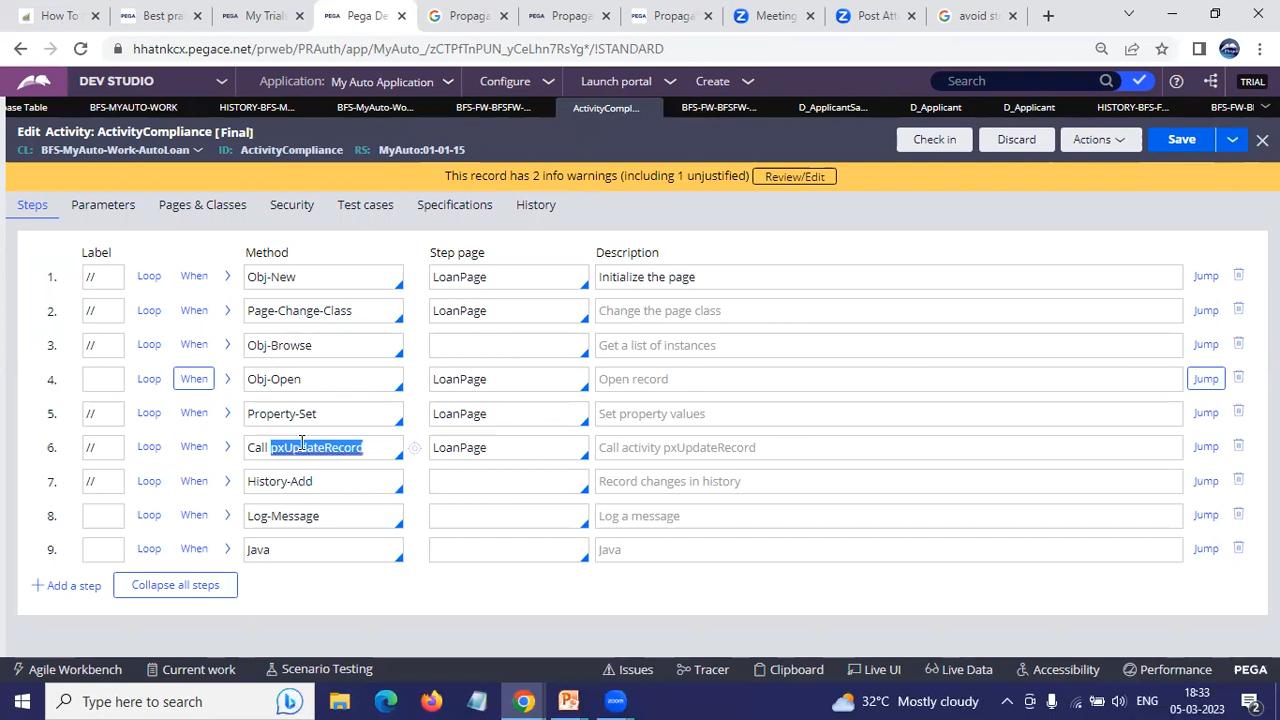 How To
Best pra
My Trial
Pega De
Propag
Propaga
Propag
Meeting
Post Att
avoid st
hhatnkcx.pegace.net/prweb/PRAuth/app/MyAuto_/zCTPfTnPUN_yCeLhn7RsYg*/!STANDARD
DEV STUDIO
Application: My Auto Application
Configure
Launch portal
Create
Search
TRIAL
ase Table
BFS-MYAUTO-WORK
HISTORY-BFS-M...
BFS-MyAuto-Wo...
BFS-FW-BFSFW-...
ActivityCompl...
BFS-FW-BFSFW-...
D_ApplicantSa...
D_Applicant
D_Applicant
HISTORY-BFS-F...
BFS-FW-BF
Edit Activity: ActivityCompliance [Final]
CL: BFS-MyAuto-Work-AutoLoan ID: ActivityCompliance RS: MyAuto:01-01-15
Check in
Discard
Actions
Save
This record has 2 info warnings (including 1 unjustified) Review/Edit
Steps
Parameters
Pages & Classes
Security
Test cases
Specifications
History
Label Method Step page Description
1. // Loop When Obj-New LoanPage Initialize the page Jump
2. // Loop When Page-Change-Class LoanPage Change the page class Jump
3. // Loop When Obj-Browse Get a list of instances Jump
4. Loop When Obj-Open LoanPage Open record Jump
5. // Loop When Property-Set LoanPage Set property values Jump
6. // Loop When Call pxUpdateRecord LoanPage Call activity pxUpdateRecord Jump
7. // Loop When History-Add Record changes in history Jump
8. Loop When Log-Message Log a message Jump
9. Loop When Java Java Jump
Add a step
Collapse all steps
Agile Workbench
Current work
Scenario Testing
Issues
Tracer
Clipboard
Live UI
Live Data
Accessibility
Performance
PEGA
Type here to search
32°C Mostly cloudy
ENG
18:33
05-03-2023
2